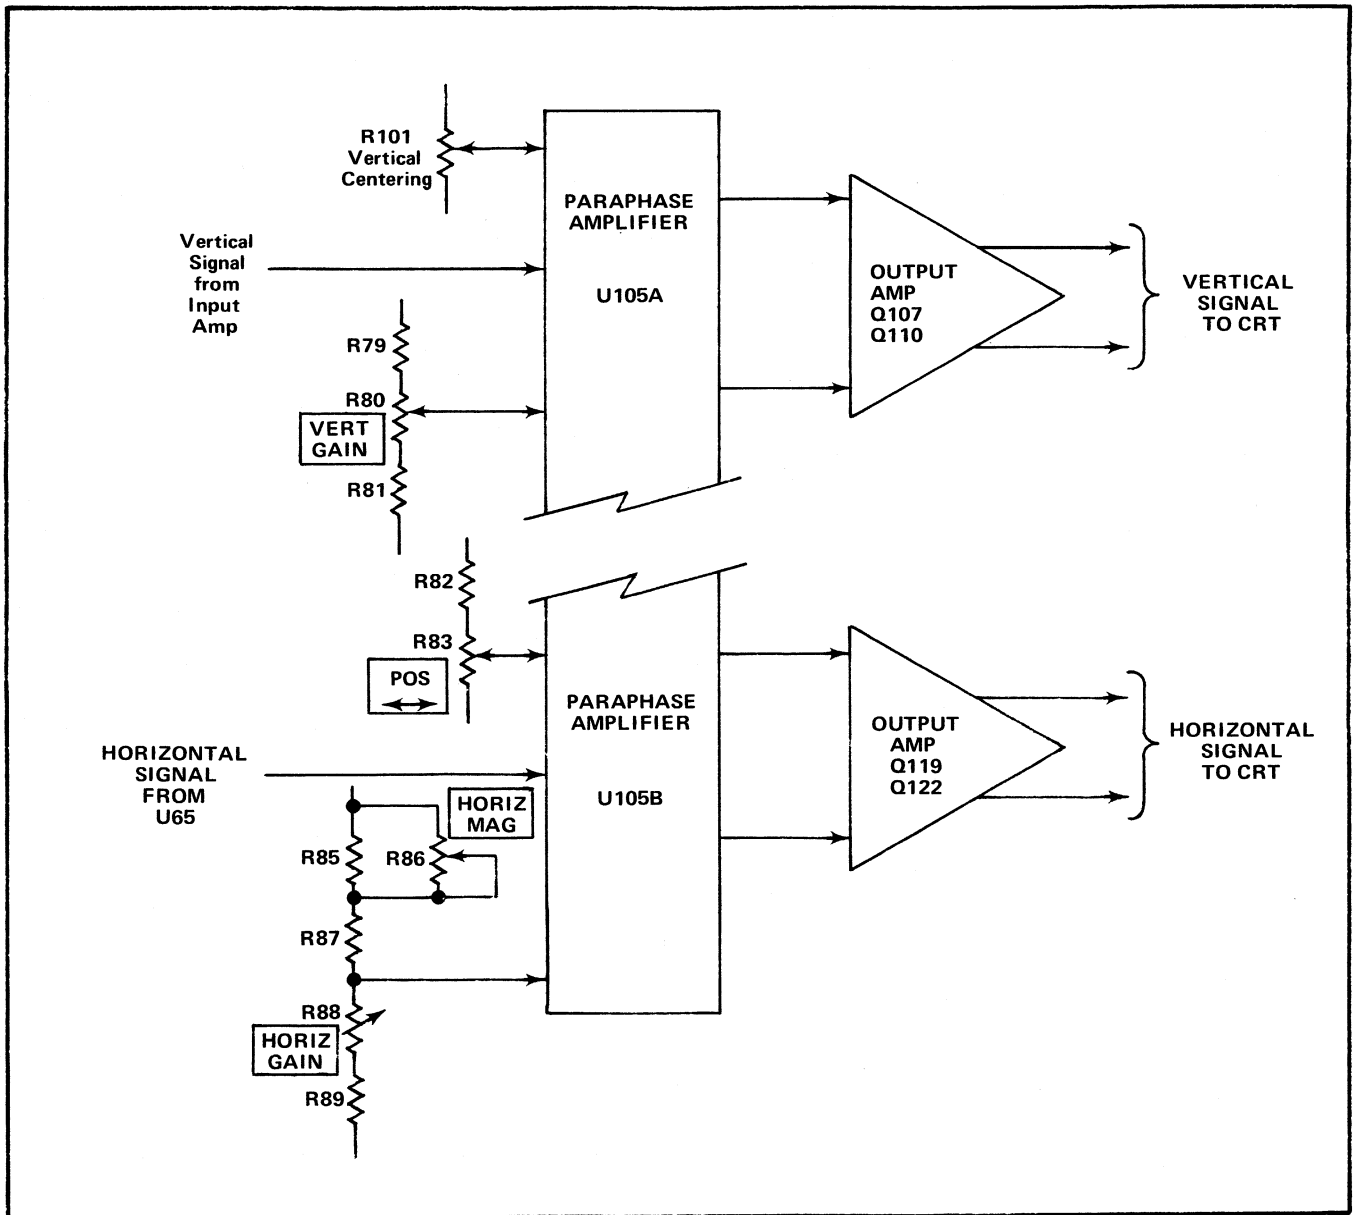 R101
Vertical
Centering
PARAPHASE
AMPLIFIER
U105A
Vertical
Signal
from
Input
Amp
R79
R80
VERT
GAIN
R81
OUTPUT
AMP
Q107
Q110
VERTICAL
SIGNAL
TO CRT
R82
R83
POS
PARAPHASE
AMPLIFIER
U105B
HORIZONTAL
SIGNAL
FROM
U65
HORIZ
MAG
R85
R86
R87
R88
HORIZ
GAIN
R89
OUTPUT
AMP
Q119
Q122
HORIZONTAL
SIGNAL
TO CRT